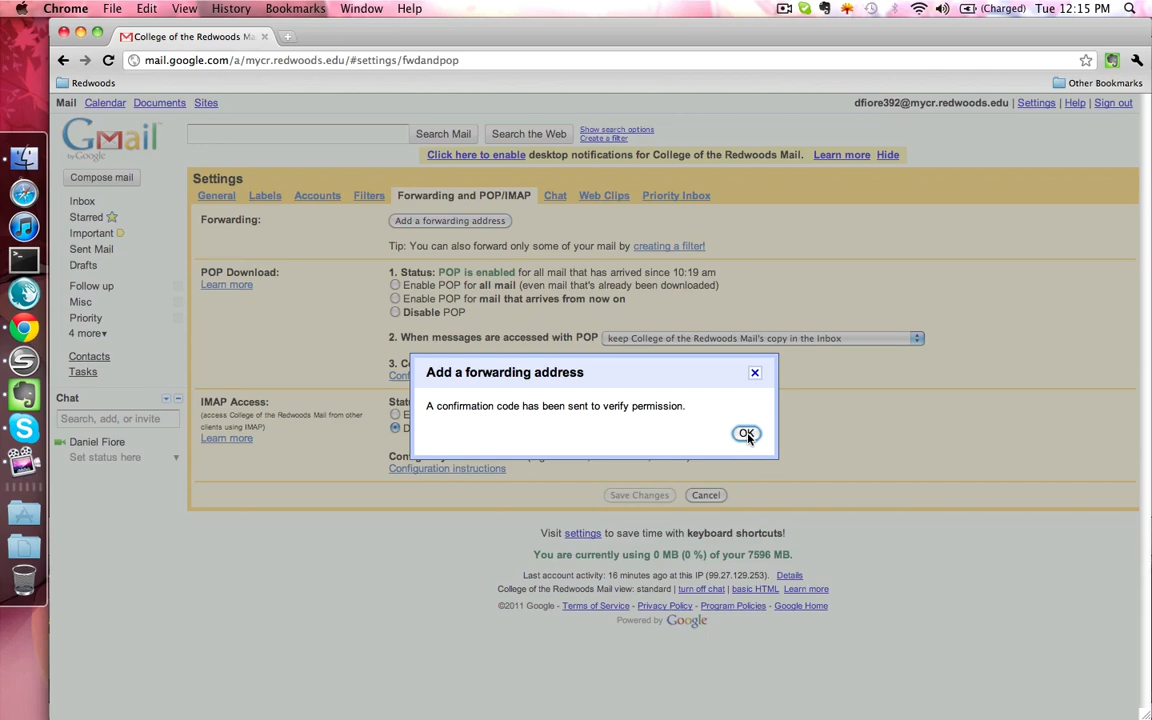 Chrome File Edit View History Bookmarks Window Help (Charged) Tue 12:15 PM
College of the Redwoods Ma
mail.google.com/a/mycr.redwoods.edu/#settings/fwdandpop
Redwoods Other Bookmarks
Mail Calendar Documents Sites dfiore392@mycr.redwoods.edu | Settings | Help | Sign out
Gmail
by Google
Search Mail Search the Web Show search options
Create a filter
Click here to enable desktop notifications for College of the Redwoods Mail. Learn more Hide
Compose mail
Inbox
Starred
Important
Sent Mail
Drafts
Follow up
Misc
Priority
4 more▾
Contacts
Tasks
Chat
Search, add, or invite
Daniel Fiore
Set status here
Settings
General Labels Accounts Filters Forwarding and POP/IMAP Chat Web Clips Priority Inbox
Forwarding: Add a forwarding address
Tip: You can also forward only some of your mail by creating a filter!
POP Download:
Learn more
1. Status: POP is enabled for all mail that has arrived since 10:19 am
Enable POP for all mail (even mail that's already been downloaded)
Enable POP for mail that arrives from now on
Disable POP
2. When messages are accessed with POP keep College of the Redwoods Mail's copy in the Inbox
3. C
Conf
IMAP Access:
(access College of the Redwoods Mail from other
clients using IMAP)
Learn more
Statu
E
D
Add a forwarding address
A confirmation code has been sent to verify permission.
OK
Configuration instructions
Save Changes Cancel
Visit settings to save time with keyboard shortcuts!
You are currently using 0 MB (0 %) of your 7596 MB.
Last account activity: 16 minutes ago at this IP (99.27.129.253). Details
College of the Redwoods Mail view: standard | turn off chat | basic HTML Learn more
©2011 Google - Terms of Service - Privacy Policy - Program Policies - Google Home
Powered by Google